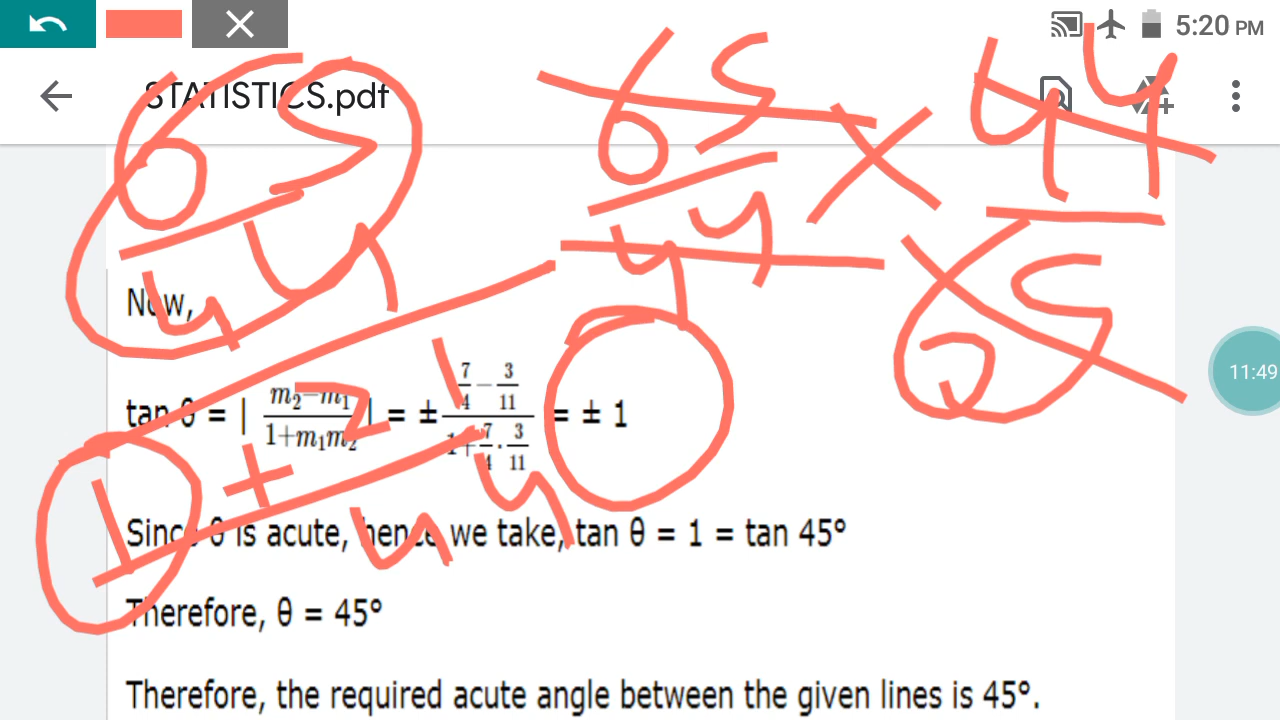 5:20 PM
STATISTICS.pdf
65/44
65/44 × 44/65
Now,
11:49
tan θ = | (m₂−m₁)/(1+m₁m₂) | = ± (7/4 − 3/11)/(1+7/4·3/11) = ± 1
1/1 + 21/44
Since θ is acute, hence we take, tan θ = 1 = tan 45°
Therefore, θ = 45°
Therefore, the required acute angle between the given lines is 45°.